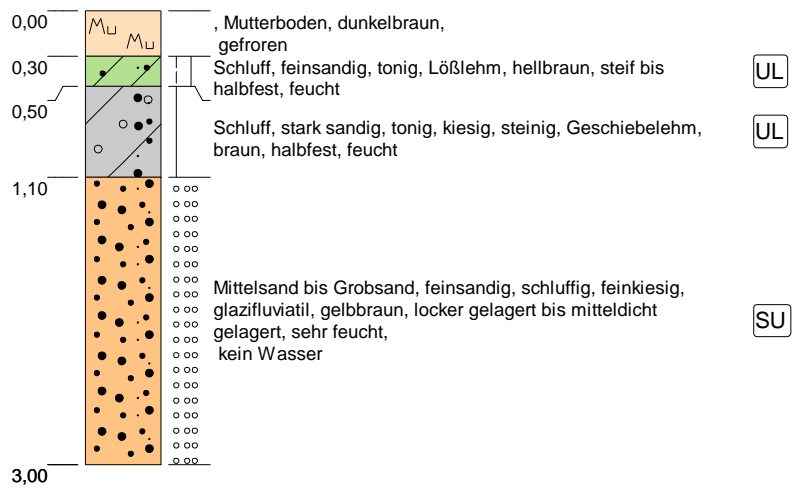 0,00
Mu Mu
, Mutterboden, dunkelbraun,
gefroren
0,30
Schluff, feinsandig, tonig, Lößlehm, hellbraun, steif bis
halbfest, feucht
UL
0,50
Schluff, stark sandig, tonig, kiesig, steinig, Geschiebelehm,
braun, halbfest, feucht
UL
1,10
Mittelsand bis Grobsand, feinsandig, schluffig, feinkiesig,
glazifluviatil, gelbbraun, locker gelagert bis mitteldicht
gelagert, sehr feucht,
kein Wasser
SU
3,00